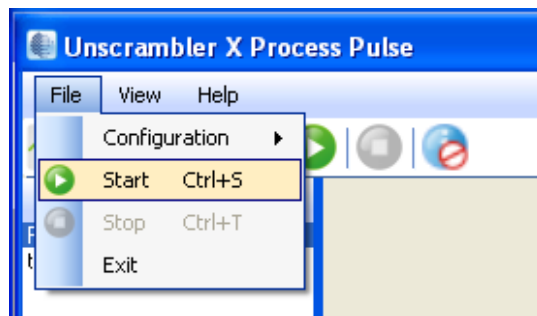 Unscrambler X Process Pulse
File View Help
Configuration
Start Ctrl+S
Stop Ctrl+T
Exit